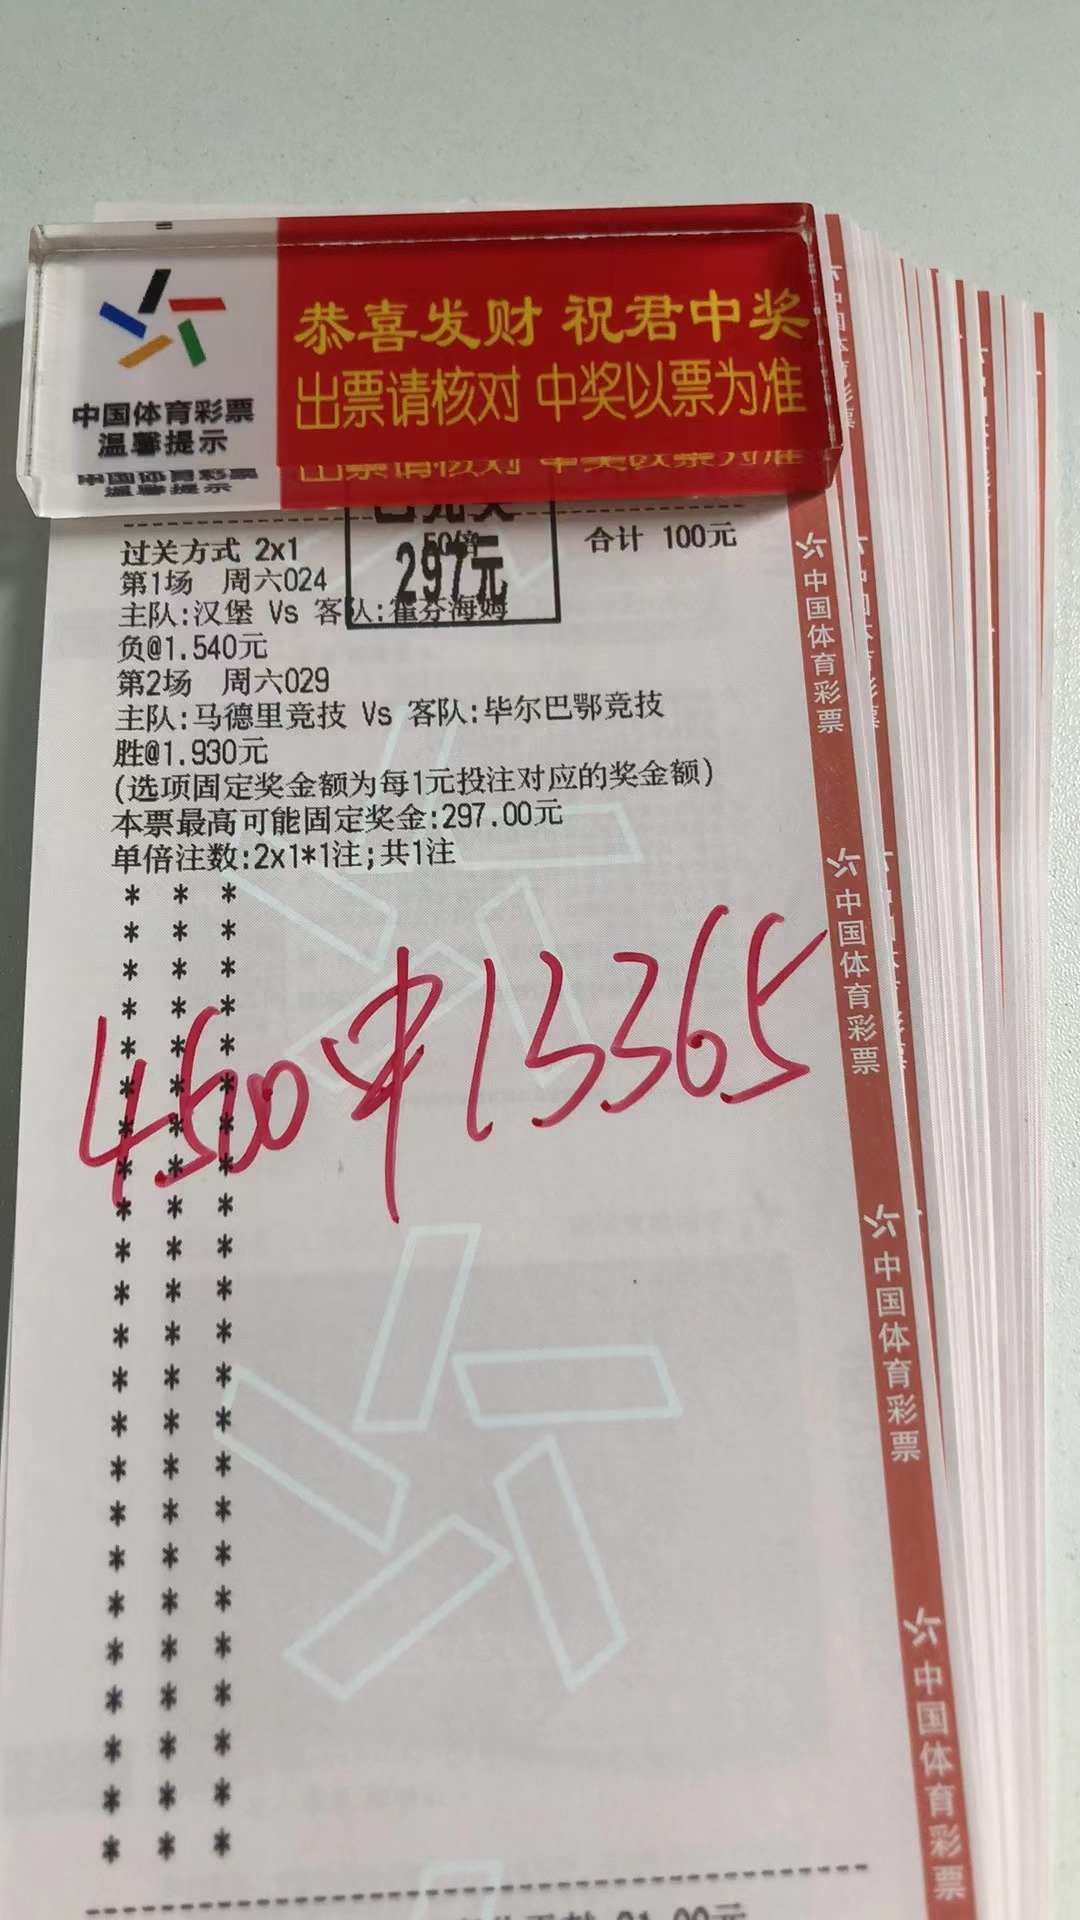 中国体育彩票
温馨提示
恭喜发财 祝君中奖
出票请核对 中奖以票为准
已兑奖
297元
过关方式 2x1 50倍 合计 100元
第1场 周六024
主队:汉堡 Vs 客队:霍芬海姆
负@1.540元
第2场 周六029
主队:马德里竞技 Vs 客队:毕尔巴鄂竞技
胜@1.930元
(选项固定奖金额为每1元投注对应的奖金额)
本票最高可能固定奖金:297.00元
单倍注数:2x1*1注;共1注
4500中13365
中国体育彩票
中国体育彩票
中国体育彩票
中国体育彩票